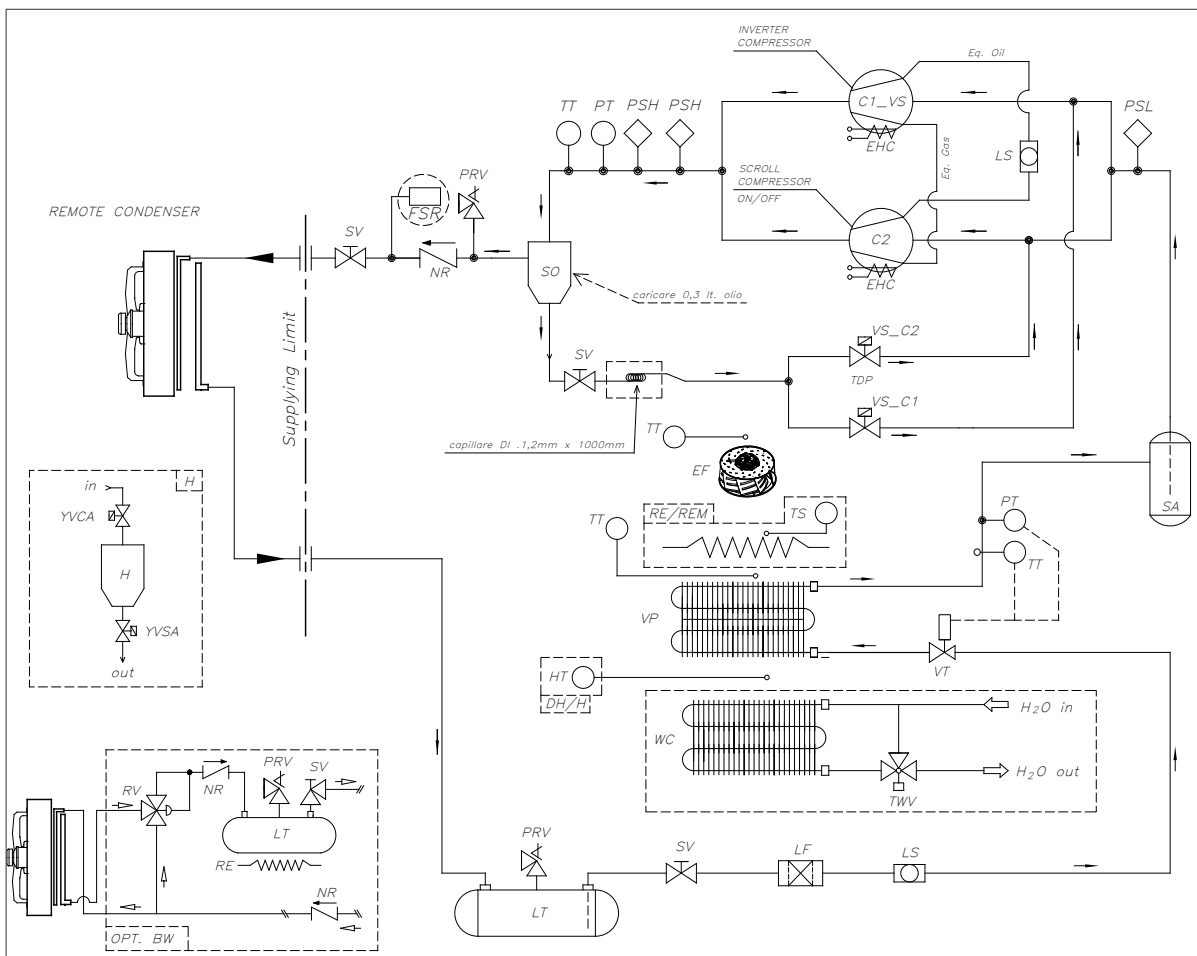 INVERTER
COMPRESSOR
Eq. Oil
C1_VS
EHC
TT
PT
PSH
PSH
PSL
LS
Eq. Gas
SCROLL
COMPRESSOR
ON/OFF
C2
EHC
PRV
FSR
REMOTE CONDENSER
SV
NR
SO
caricare 0,3 lt. olio
Supplying Limit
SV
VS_C2
TDP
VS_C1
capillare DI .1,2mm x 1000mm
TT
EF
SA
H
in
YVCA
H
YVSA
out
RE/REM
TS
TT
PT
TT
VP
VT
HT
DH/H
WC
H2O in
H2O out
TWV
RV
NR
PRV
SV
LT
RE
NR
OPT. BW
PRV
LT
SV
LF
LS